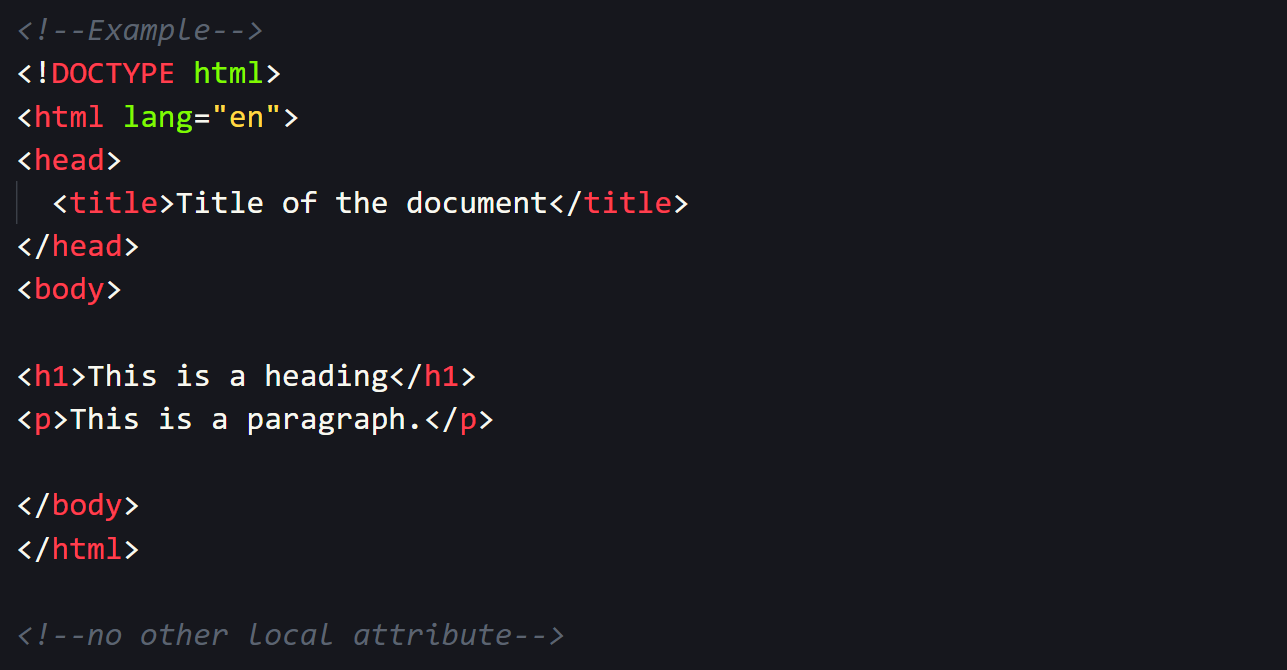 <!--Example-->
<!DOCTYPE html>
<html lang="en">
<head>
  <title>Title of the document</title>
</head>
<body>

<h1>This is a heading</h1>
<p>This is a paragraph.</p>

</body>
</html>

<!--no other local attribute-->